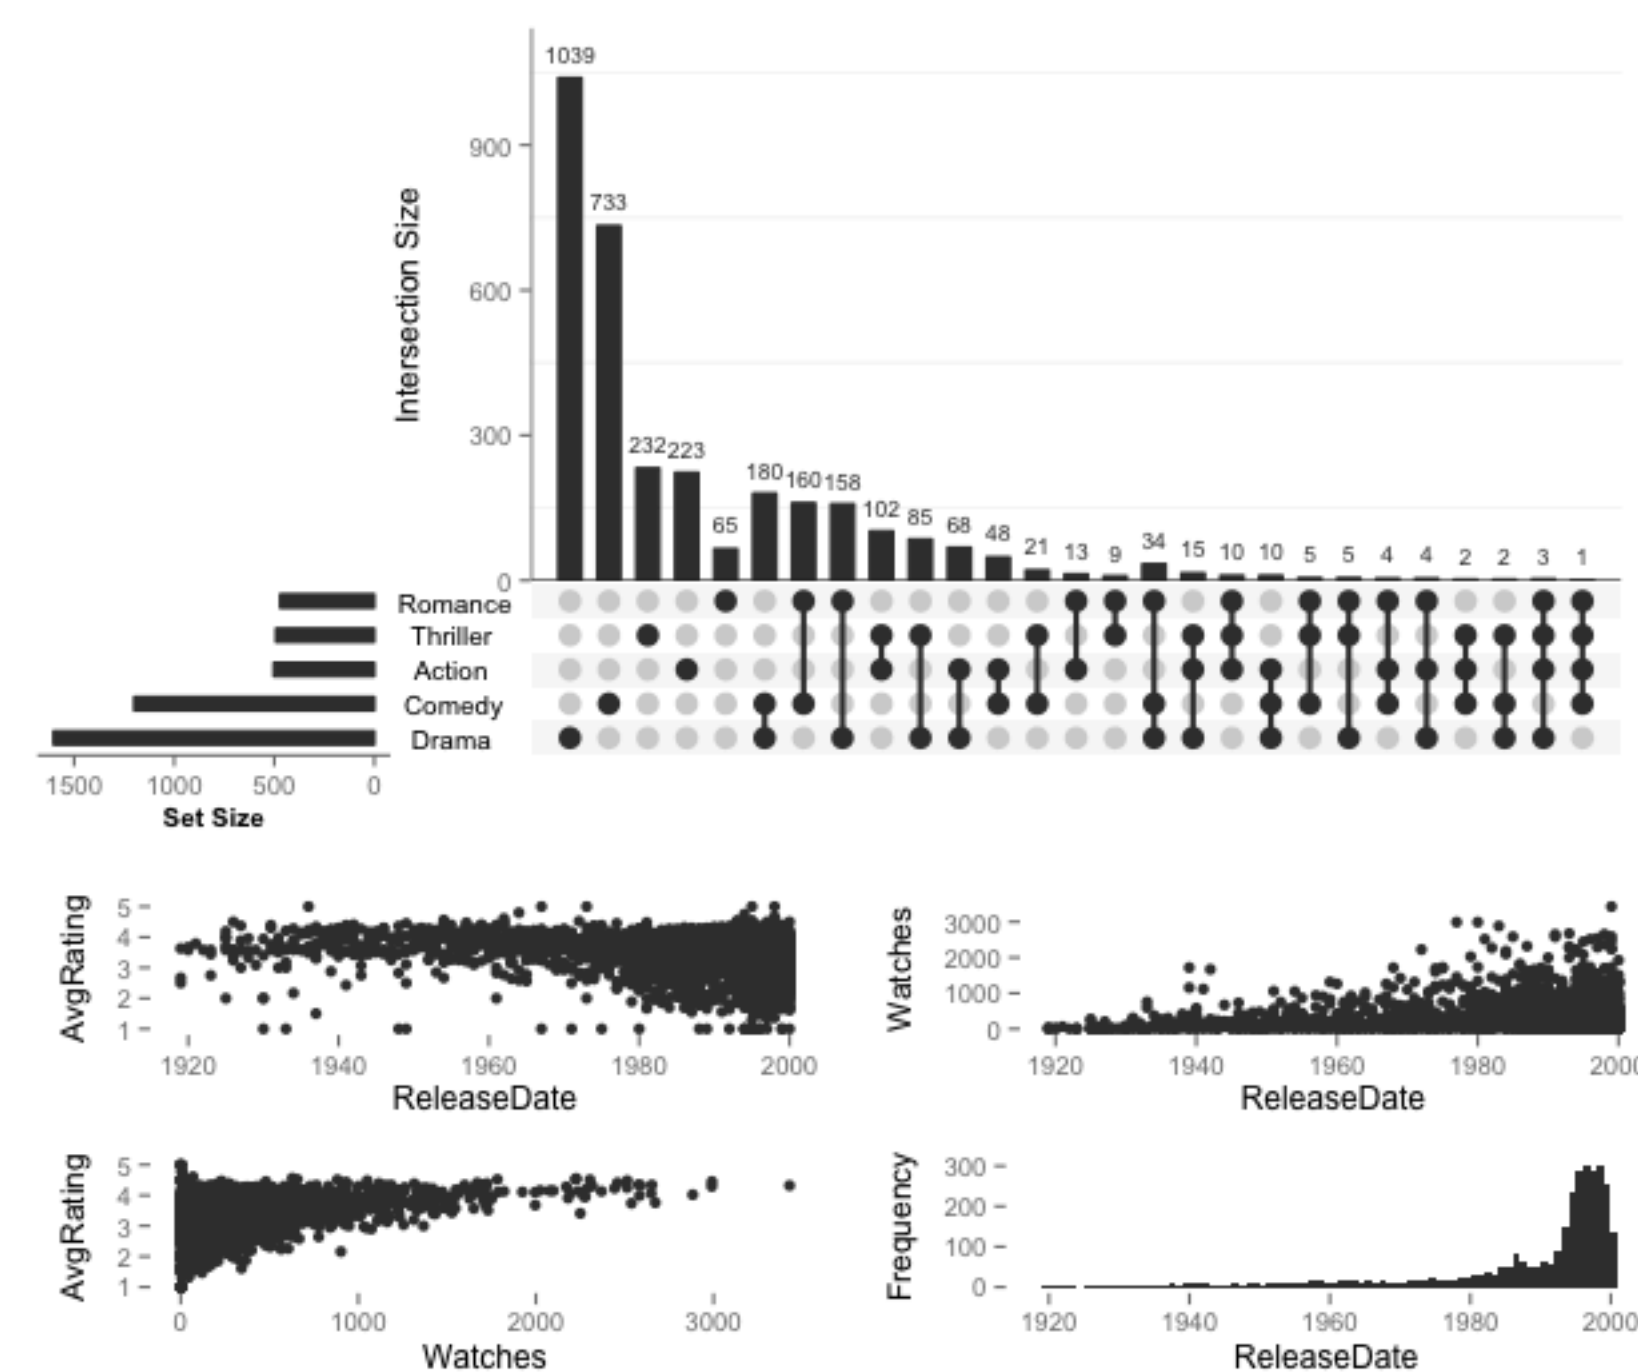 1039
900
733
Intersection Size
600
300
232 223
180 160 158
102 85 68 48 21 13 9 34 15 10 10 5 5 4 4 2 2 3 1
65
0
Romance
Thriller
Action
Comedy
Drama
1500 1000 500 0
Set Size
AvgRating
5
4
3
2
1
1920 1940 1960 1980 2000
ReleaseDate
Watches
3000
2000
1000
0
1920 1940 1960 1980 2000
ReleaseDate
AvgRating
5
4
3
2
1
0 1000 2000 3000
Watches
Frequency
300
200
100
0
1920 1940 1960 1980 2000
ReleaseDate